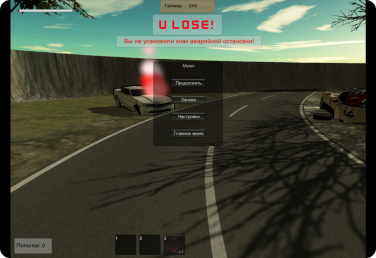 Таймер: 245
U LOSE!
Вы не установили знак аварийной остановки!
Меню
Продолжить
Заново
Настройки
Главное меню
Попыток: 0
1
2
3